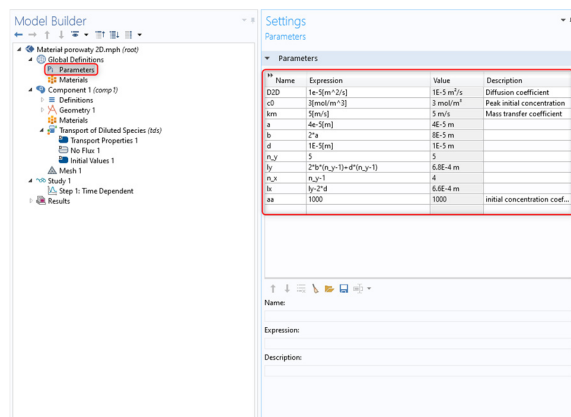 Model Builder
Material porowaty 2D.mph (root)
Global Definitions
Pi Parameters
Materials
Component 1 (comp1)
Definitions
Geometry 1
Materials
Transport of Diluted Species (tds)
Transport Properties 1
No Flux 1
Initial Values 1
Mesh 1
Study 1
Step 1: Time Dependent
Results
Settings
Parameters
Parameters
Name Expression Value Description
D2D 1e-5[m^2/s] 1E-5 m²/s Diffusion coefficient
c0 3[mol/m^3] 3 mol/m³ Peak initial concentration
km 5[m/s] 5 m/s Mass transfer coefficient
a 4e-5[m] 4E-5 m
b 2*a 8E-5 m
d 1E-5[m] 1E-5 m
n_y 5 5
ly 2*b*(n_y-1)+d*(n_y-1) 6.8E-4 m
n_x n_y-1 4
lx ly-2*d 6.6E-4 m
aa 1000 1000 initial concentration coef...
Name:
Expression:
Description: